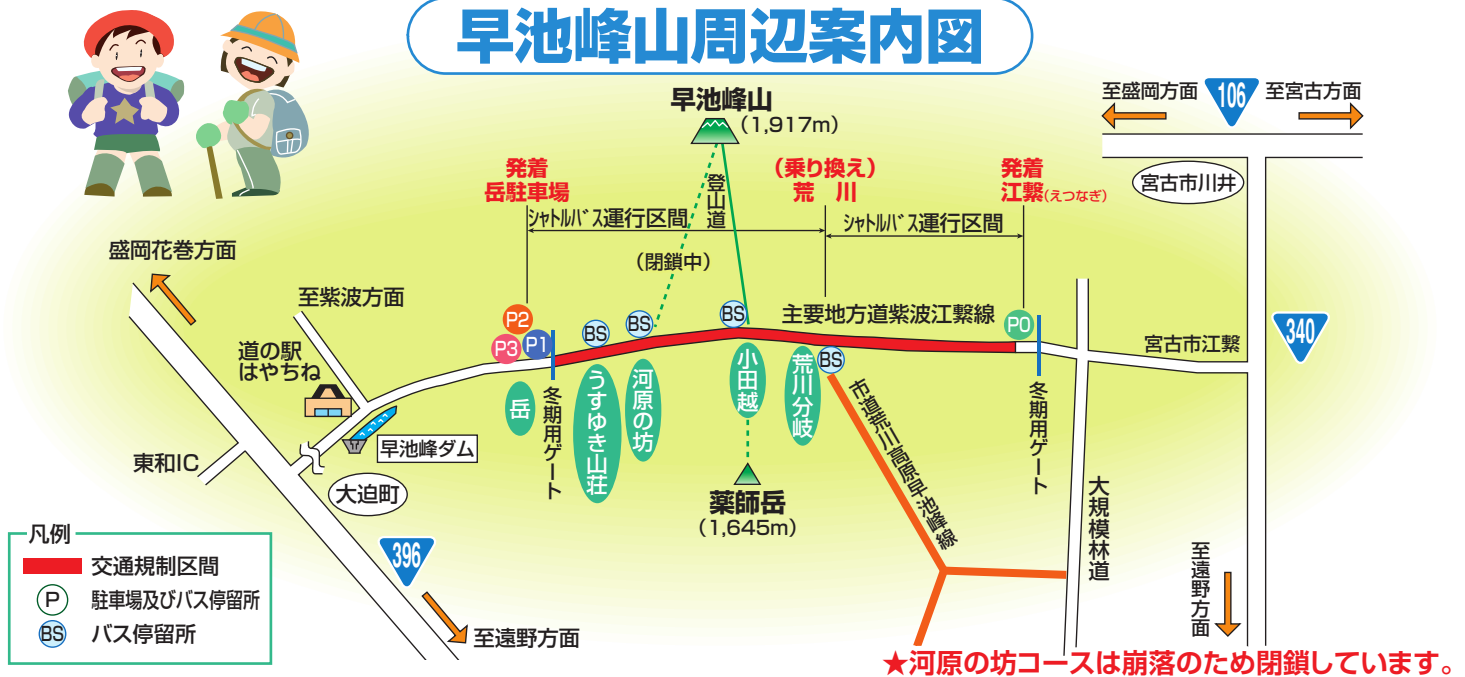 早池峰山周辺案内図
早池峰山
(1,917m)
至盛岡方面
106
至宮古方面
宮古市川井
発着
岳駐車場
(乗り換え)
荒 川
発着
江繋(えつなぎ)
登山道
シャトルバス運行区間
シャトルバス運行区間
(閉鎖中)
盛岡花巻方面
至紫波方面
道の駅
はやちね
P2
P3
P1
BS
BS
BS
主要地方道紫波江繋線
P0
BS
宮古市江繋
340
岳
冬期用ゲート
うすゆき山荘
河原の坊
小田越
荒川分岐
冬期用ゲート
早池峰ダム
東和IC
大迫町
薬師岳
(1,645m)
市道荒川高原早池峰線
大規模林道
396
至遠野方面
至遠野方面
凡例
交通規制区間
P 駐車場及びバス停留所
BS バス停留所
★河原の坊コースは崩落のため閉鎖しています。